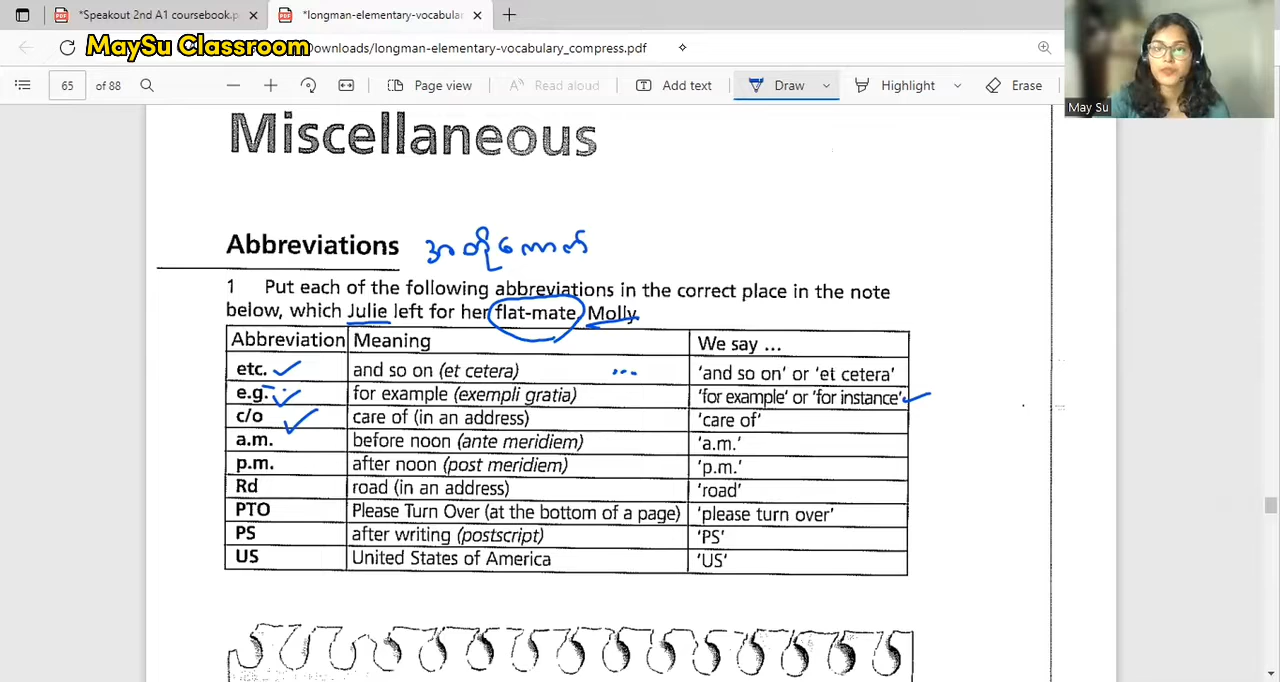 *Speakout 2nd A1 coursebook.p
*longman-elementary-vocabular
MaySu Classroom
Downloads/longman-elementary-vocabulary_compress.pdf
65 of 88
Page view
Read aloud
Add text
Draw
Highlight
Erase
May Su
Miscellaneous
Abbreviations အတိုကောက်
1 Put each of the following abbreviations in the correct place in the note
below, which Julie left for her flat-mate, Molly
Abbreviation Meaning We say ...
etc. and so on (et cetera) ... 'and so on' or 'et cetera'
e.g. for example (exempli gratia) 'for example' or 'for instance'
c/o care of (in an address) 'care of'
a.m. before noon (ante meridiem) 'a.m.'
p.m. after noon (post meridiem) 'p.m.'
Rd road (in an address) 'road'
PTO Please Turn Over (at the bottom of a page) 'please turn over'
PS after writing (postscript) 'PS'
US United States of America 'US'